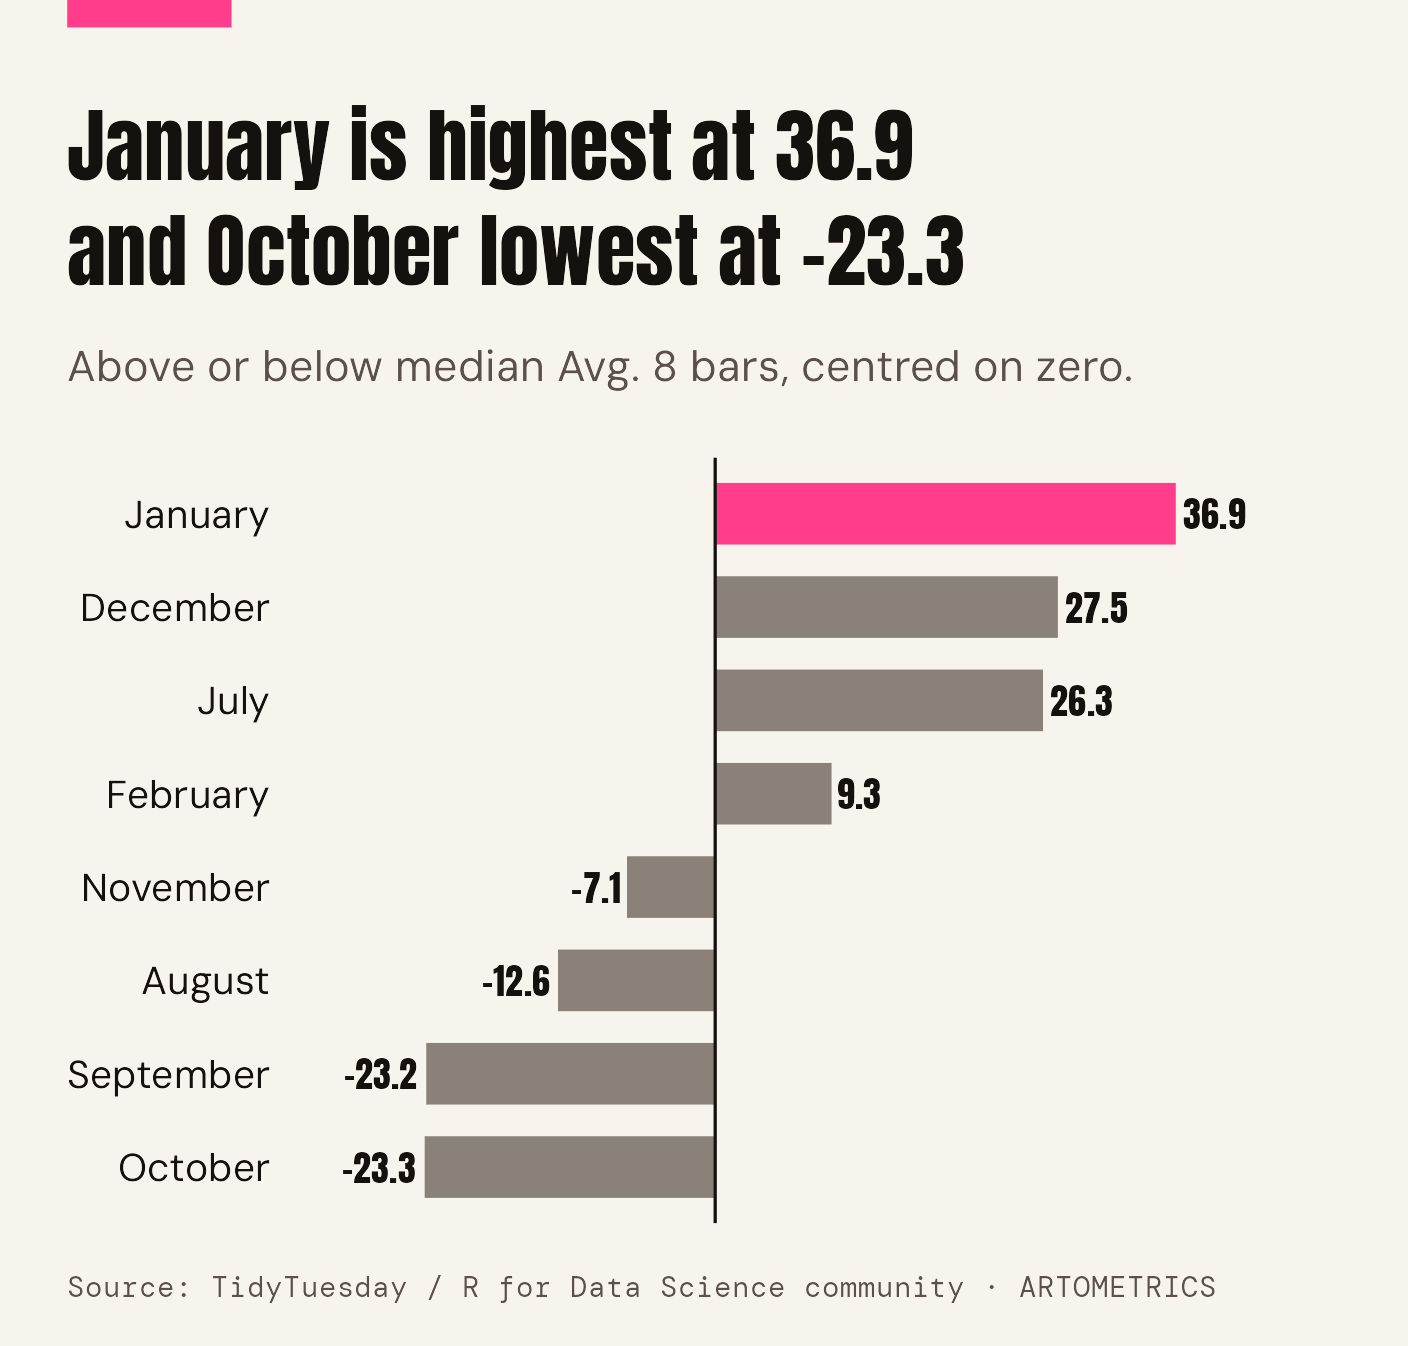 January is highest at 36.9
and October lowest at -23.3
Above or below median Avg. 8 bars, centred on zero.
January 36.9
December 27.5
July 26.3
February 9.3
November -7.1
August -12.6
September -23.2
October -23.3
Source: TidyTuesday / R for Data Science community · ARTOMETRICS